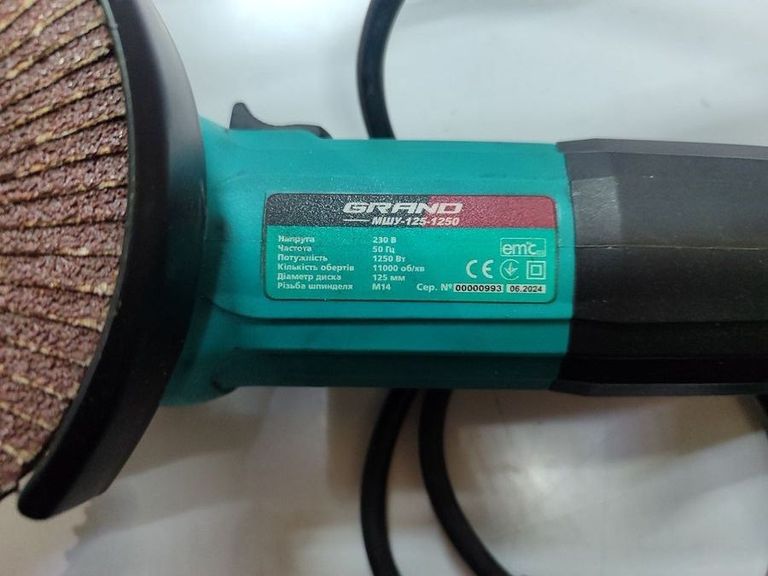 GRAND
МШУ-125-1250
Напруга 230 В
Частота 50 Гц
Потужність 1250 Вт
Кількість обертів 11000 об/хв
Діаметр диска 125 мм
Різьба шпинделя М14
emc
CE
Сер. № 00000993 06.2024